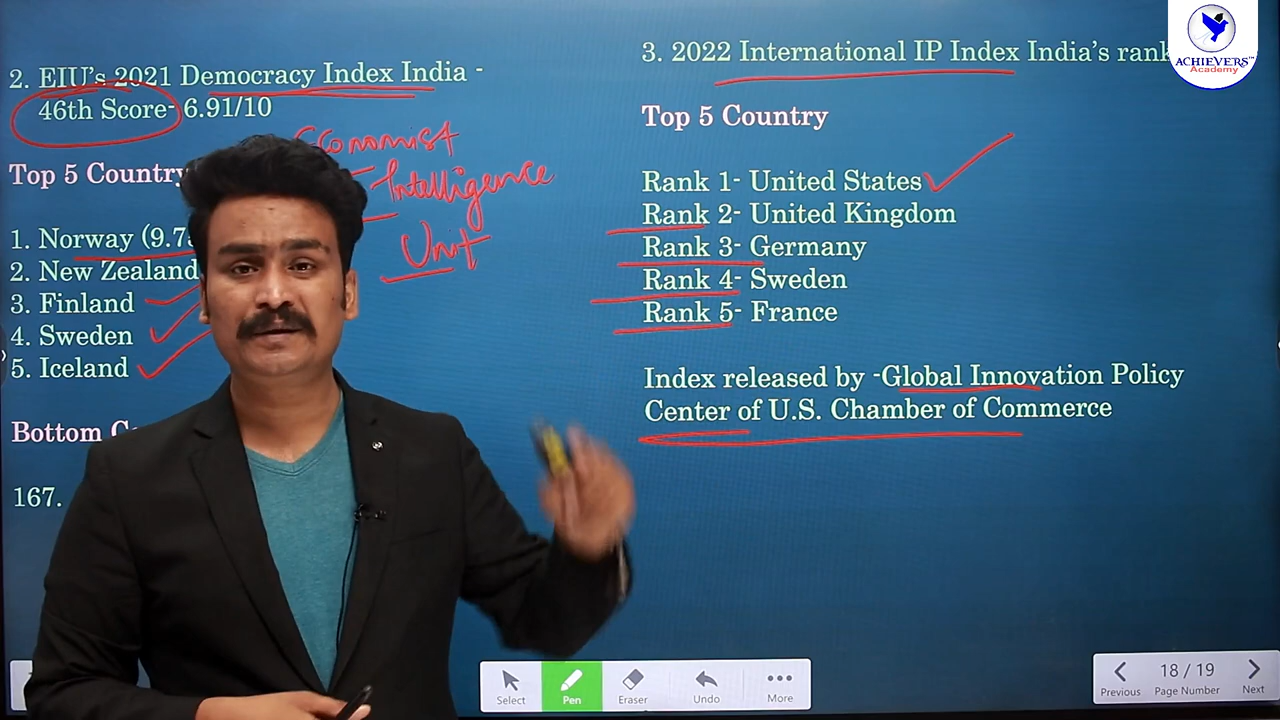 2. EIU's 2021 Democracy Index India -
46th Score- 6.91/10
Economist
Intelligence
Unit
Top 5 Country
1. Norway (9.75
2. New Zealand
3. Finland
4. Sweden
5. Iceland
Bottom
167.
3. 2022 International IP Index India's rank
Top 5 Country
Rank 1- United States
Rank 2- United Kingdom
Rank 3- Germany
Rank 4- Sweden
Rank 5- France
Index released by -Global Innovation Policy
Center of U.S. Chamber of Commerce
ACHIEVERS™
Academy
Select
Pen
Eraser
Undo
More
Previous
18 / 19
Page Number
Next